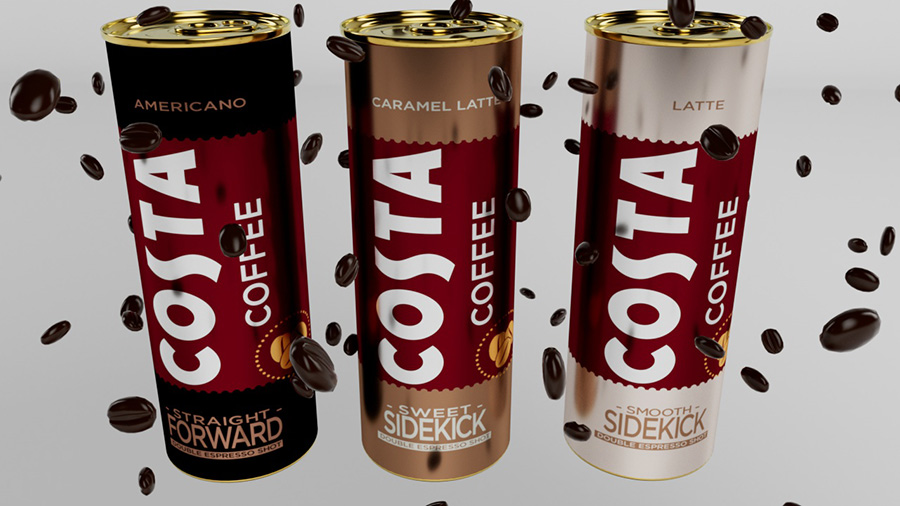 AMERICANO
COSTA
COFFEE
- STRAIGHT -
FORWARD
DOUBLE ESPRESSO SHOT
CARAMEL LATTE
COSTA
COFFEE
- SWEET -
SIDEKICK
DOUBLE ESPRESSO SHOT
LATTE
COSTA
COFFEE
- SMOOTH -
SIDEKICK
DOUBLE ESPRESSO SHOT